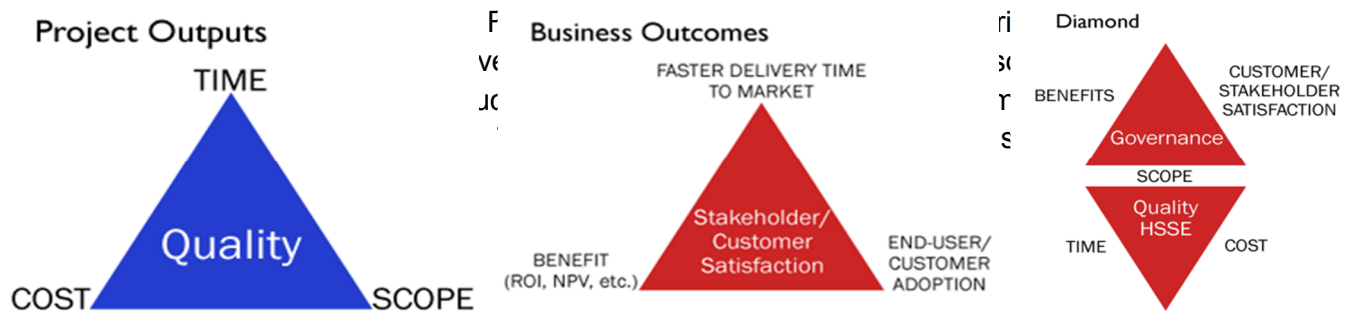 Project Outputs
TIME
Quality
COST
SCOPE
Business Outcomes
FASTER DELIVERY TIME
TO MARKET
Stakeholder/
Customer
Satisfaction
BENEFIT
(ROI, NPV, etc.)
END-USER/
CUSTOMER
ADOPTION
Diamond
BENEFITS
CUSTOMER/
STAKEHOLDER
SATISFACTION
Governance
SCOPE
Quality
HSSE
TIME
COST